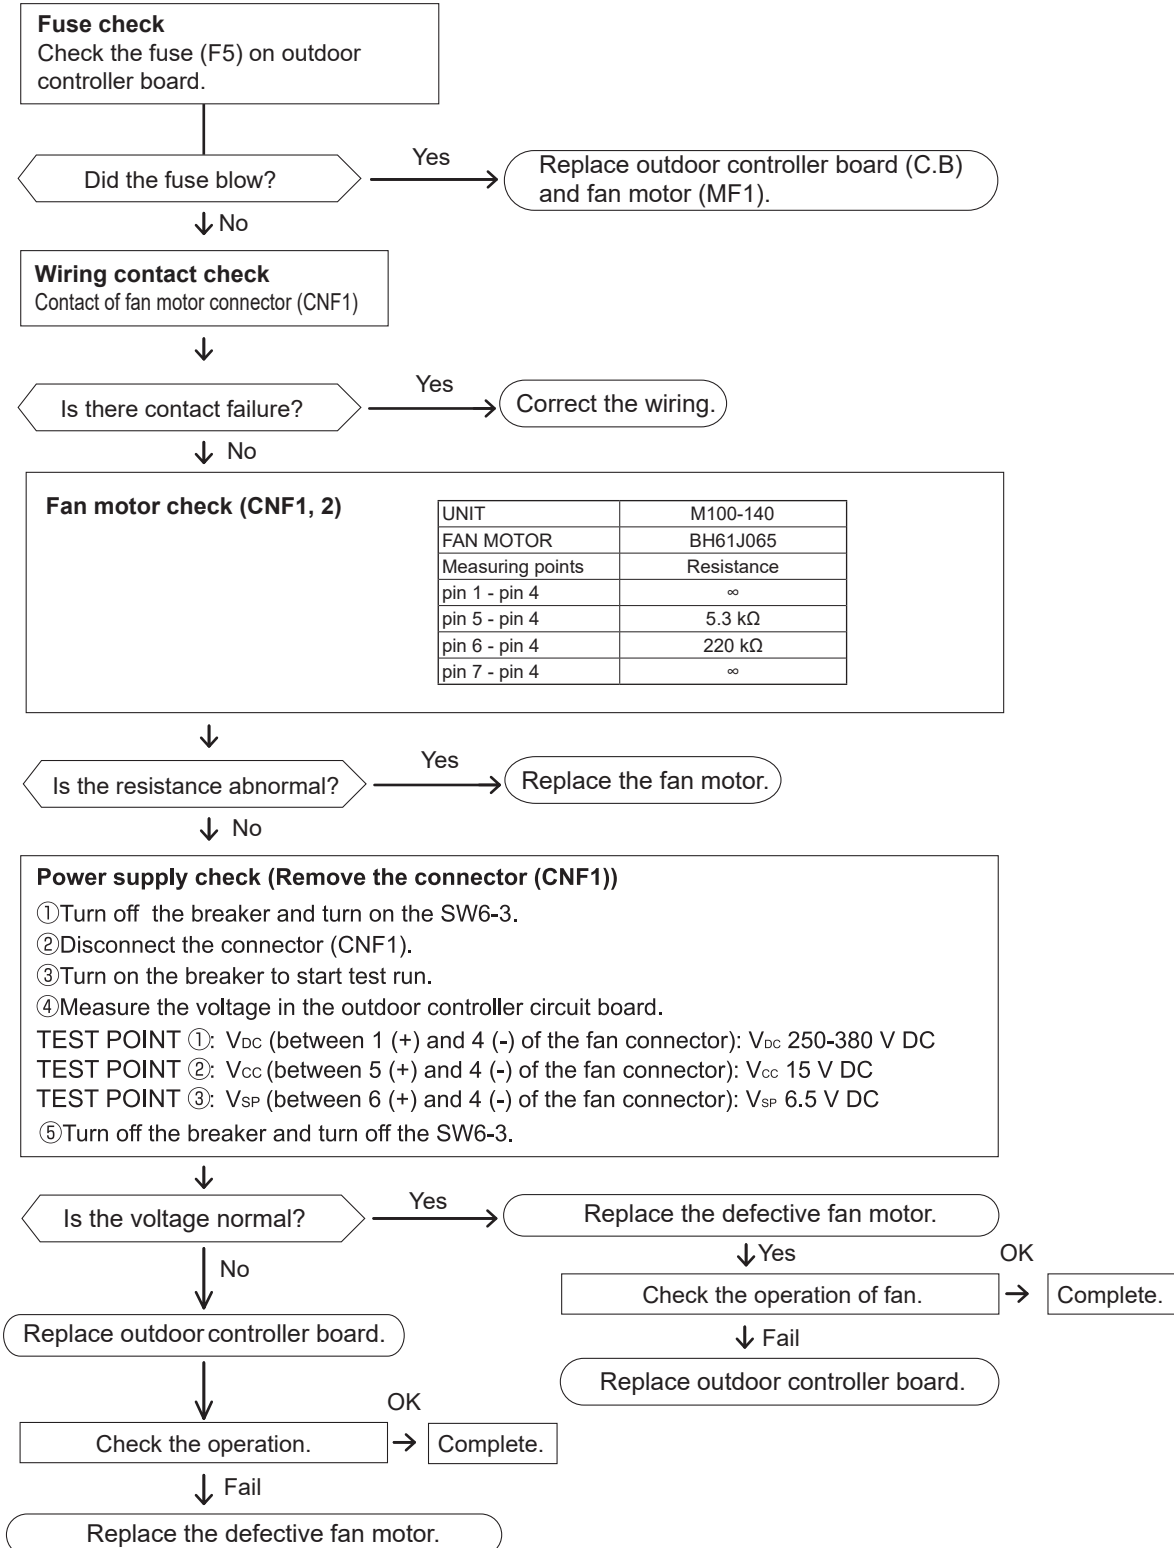 Fuse check
Check the fuse (F5) on outdoor
controller board.
Did the fuse blow?
Yes
Replace outdoor controller board (C.B)
and fan motor (MF1).
No
Wiring contact check
Contact of fan motor connector (CNF1)
Is there contact failure?
Yes
Correct the wiring.
No
Fan motor check (CNF1, 2)
UNIT M100-140
FAN MOTOR BH61J065
Measuring points Resistance
pin 1 - pin 4 ∞
pin 5 - pin 4 5.3 kΩ
pin 6 - pin 4 220 kΩ
pin 7 - pin 4 ∞
Is the resistance abnormal?
Yes
Replace the fan motor.
No
Power supply check (Remove the connector (CNF1))
①Turn off the breaker and turn on the SW6-3.
②Disconnect the connector (CNF1).
③Turn on the breaker to start test run.
④Measure the voltage in the outdoor controller circuit board.
TEST POINT ①: VDC (between 1 (+) and 4 (-) of the fan connector): VDC 250-380 V DC
TEST POINT ②: VCC (between 5 (+) and 4 (-) of the fan connector): VCC 15 V DC
TEST POINT ③: VSP (between 6 (+) and 4 (-) of the fan connector): VSP 6.5 V DC
⑤Turn off the breaker and turn off the SW6-3.
Is the voltage normal?
Yes
Replace the defective fan motor.
Yes
Check the operation of fan.
OK
Complete.
Fail
Replace outdoor controller board.
No
Replace outdoor controller board.
Check the operation.
OK
Complete.
Fail
Replace the defective fan motor.